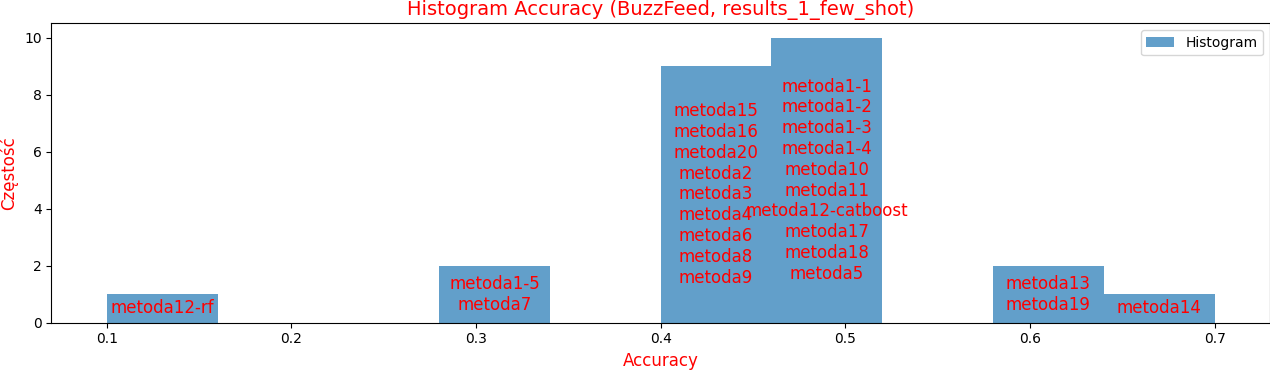 Histogram Accuracy (BuzzFeed, results_1_few_shot)
Histogram
Częstość
10
8
6
4
2
0
metoda12-rf
metoda1-5
metoda7
metoda15
metoda16
metoda20
metoda2
metoda3
metoda4
metoda6
metoda8
metoda9
metoda1-1
metoda1-2
metoda1-3
metoda1-4
metoda10
metoda11
metoda12-catboost
metoda17
metoda18
metoda5
metoda13
metoda19
metoda14
0.1 0.2 0.3 0.4 0.5 0.6 0.7
Accuracy